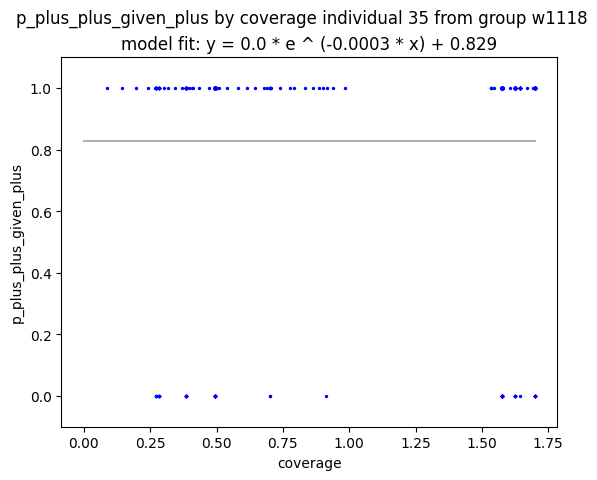 p_plus_plus_given_plus by coverage individual 35 from group w1118
model fit: y = 0.0 * e ^ (-0.0003 * x) + 0.829
1.0
0.8
0.6
0.4
0.2
0.0
p_plus_plus_given_plus
0.00 0.25 0.50 0.75 1.00 1.25 1.50 1.75
coverage